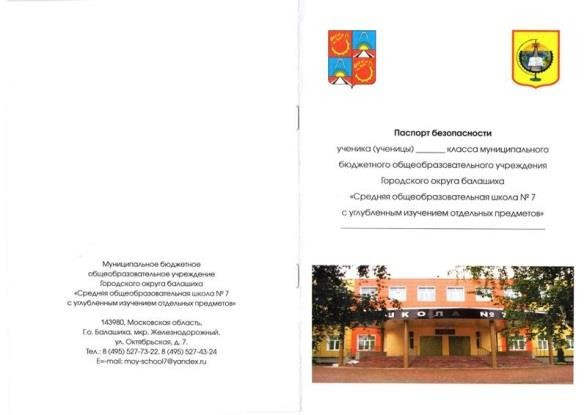 Муниципальное бюджетное
общеобразовательное учреждение
Городского округа балашиха
«Средняя общеобразовательная школа № 7
с углубленным изучением отдельных предметов»
143980, Московская область,
Г.о. Балашиха, мкр. Железнодорожный.
ул. Октябрьская, д. 7.
Тел.: 8 (495) 527-73-22, 8 (495) 527-43-24
E=-mail: moy-school7@yandex.ru
Паспорт безопасности
ученика (ученицы) ______ класса муниципального
бюджетного общеобразовательного учреждения
Городского округа балашиха
«Средняя общеобразовательная школа № 7
с углубленным изучением отдельных предметов»
ШКОЛА № 7